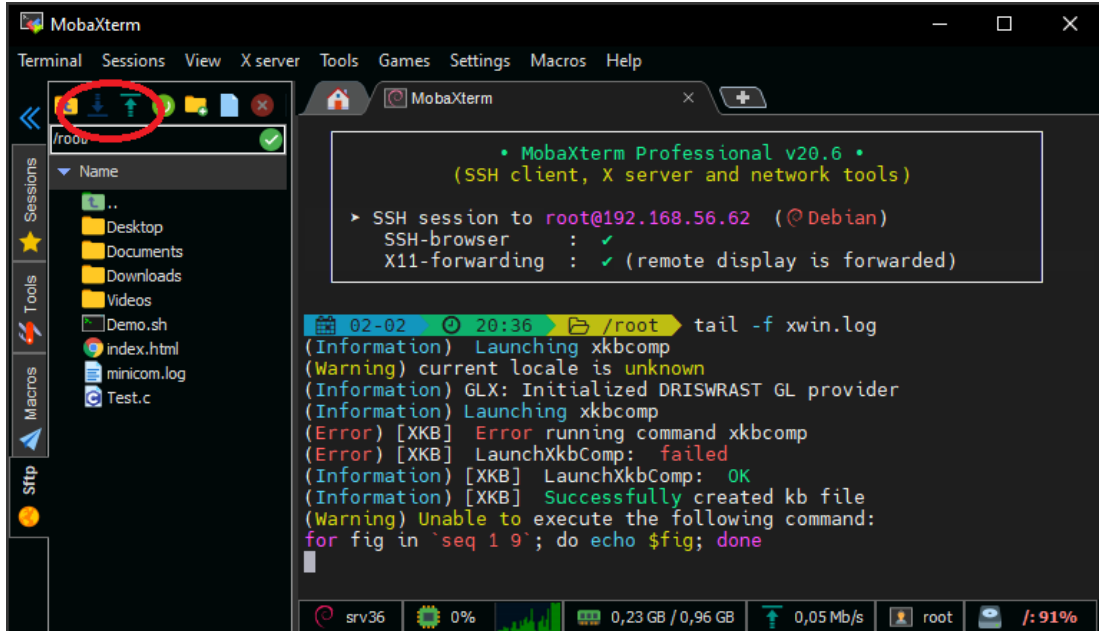 MobaXterm
Terminal Sessions View X server Tools Games Settings Macros Help
MobaXterm
/root
Name
..
Desktop
Documents
Downloads
Videos
Demo.sh
index.html
minicom.log
Test.c
Sessions
Tools
Macros
Sftp
• MobaXterm Professional v20.6 •
(SSH client, X server and network tools)
➤ SSH session to root@192.168.56.62 (Debian)
SSH-browser : ✔
X11-forwarding : ✔ (remote display is forwarded)
02-02 20:36 /root tail -f xwin.log
(Information) Launching xkbcomp
(Warning) current locale is unknown
(Information) GLX: Initialized DRISWRAST GL provider
(Information) Launching xkbcomp
(Error) [XKB] Error running command xkbcomp
(Error) [XKB] LaunchXkbComp: failed
(Information) [XKB] LaunchXkbComp: OK
(Information) [XKB] Successfully created kb file
(Warning) Unable to execute the following command:
for fig in `seq 1 9`; do echo $fig; done
srv36 0% 0,23 GB / 0,96 GB 0,05 Mb/s root /: 91%